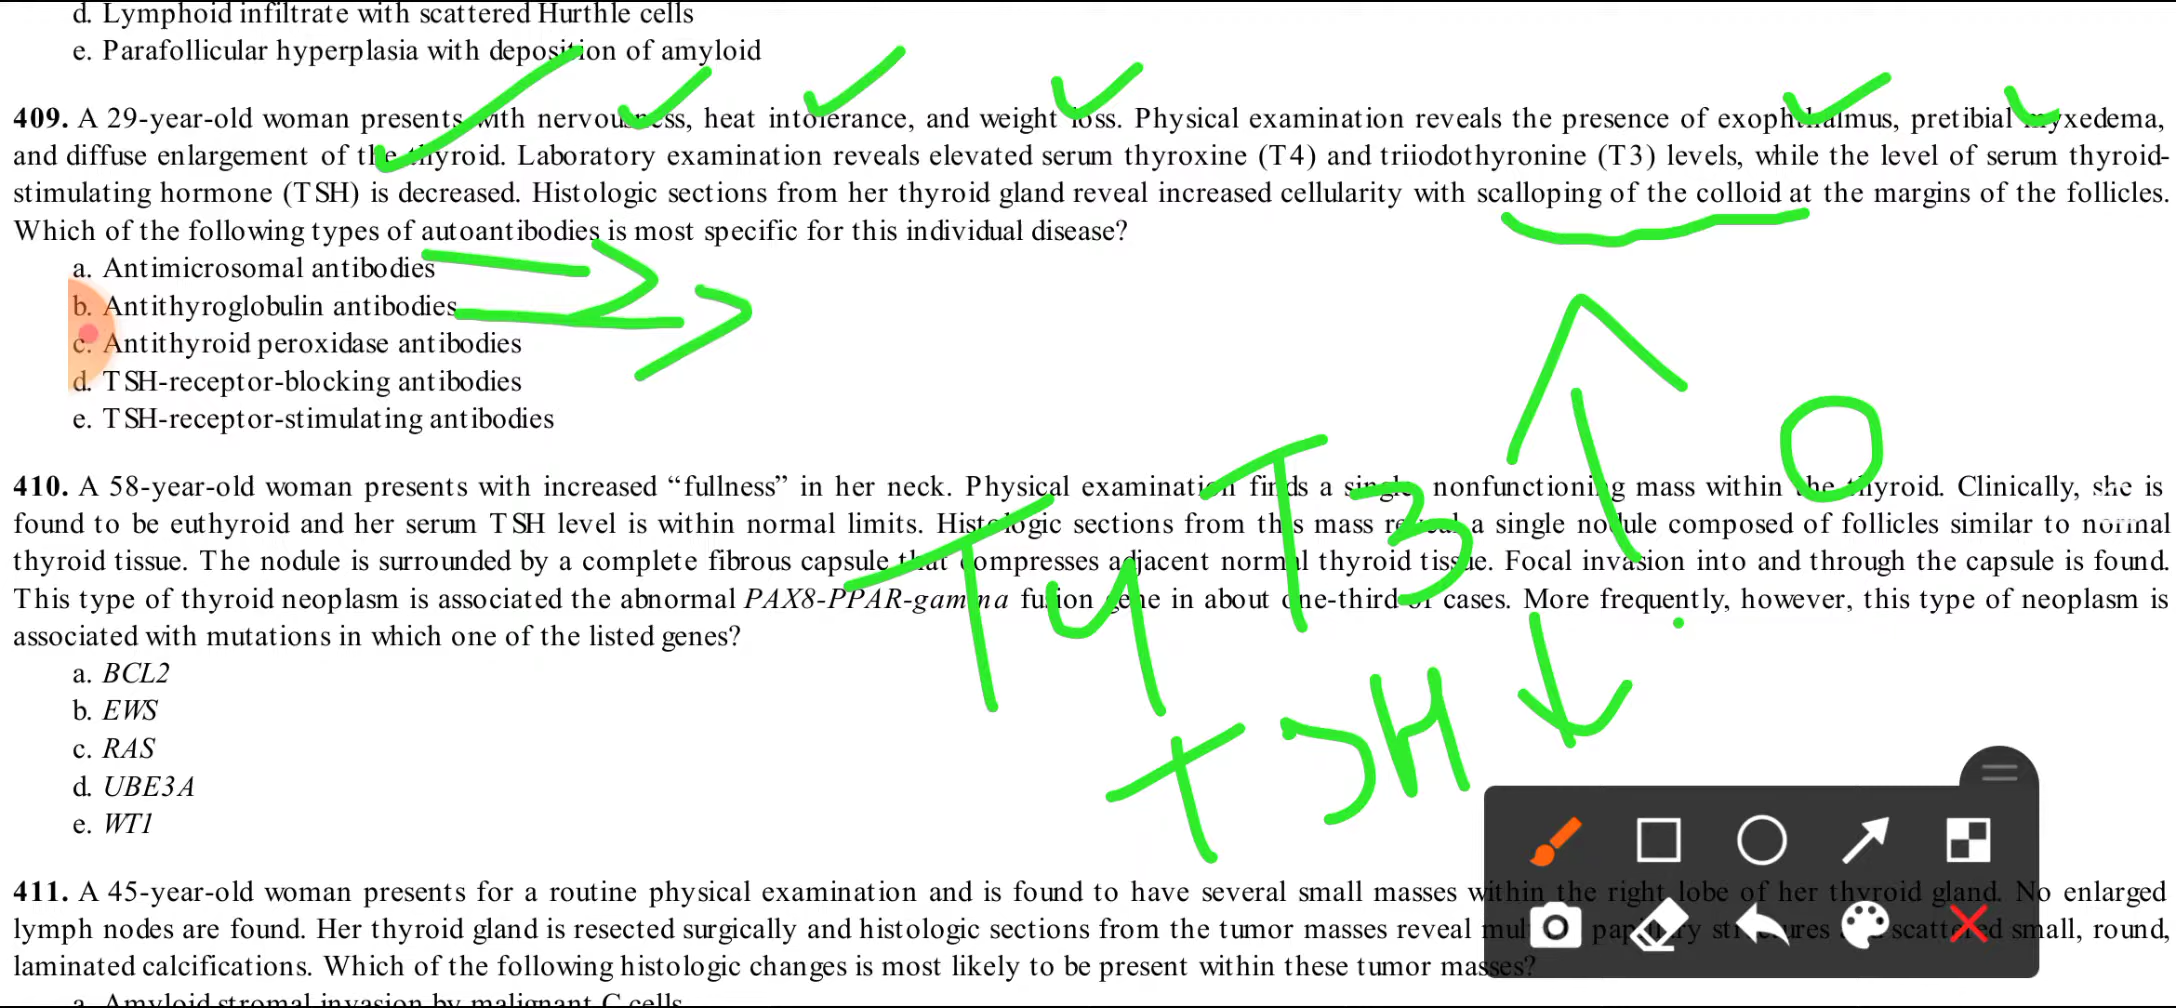 d. Lymphoid infiltrate with scattered Hurthle cells
e. Parafollicular hyperplasia with deposition of amyloid
409. A 29-year-old woman presents with nervousness, heat intolerance, and weight loss. Physical examination reveals the presence of exophthalmus, pretibial myxedema,
and diffuse enlargement of the thyroid. Laboratory examination reveals elevated serum thyroxine (T4) and triiodothyronine (T3) levels, while the level of serum thyroid-
stimulating hormone (TSH) is decreased. Histologic sections from her thyroid gland reveal increased cellularity with scalloping of the colloid at the margins of the follicles.
Which of the following types of autoantibodies is most specific for this individual disease?
a. Antimicrosomal antibodies
b. Antithyroglobulin antibodies
c. Antithyroid peroxidase antibodies
d. TSH-receptor-blocking antibodies
e. TSH-receptor-stimulating antibodies
410. A 58-year-old woman presents with increased “fullness” in her neck. Physical examination finds a single nonfunctioning mass within the thyroid. Clinically, she is
found to be euthyroid and her serum TSH level is within normal limits. Histologic sections from this mass reveal a single nodule composed of follicles similar to normal
thyroid tissue. The nodule is surrounded by a complete fibrous capsule that compresses adjacent normal thyroid tissue. Focal invasion into and through the capsule is found.
This type of thyroid neoplasm is associated the abnormal PAX8-PPAR-gamma fusion gene in about one-third of cases. More frequently, however, this type of neoplasm is
associated with mutations in which one of the listed genes?
a. BCL2
b. EWS
c. RAS
d. UBE3A
e. WT1
T4 T3
TSH
411. A 45-year-old woman presents for a routine physical examination and is found to have several small masses within the right lobe of her thyroid gland. No enlarged
lymph nodes are found. Her thyroid gland is resected surgically and histologic sections from the tumor masses reveal papillary structures scattered small, round,
laminated calcifications. Which of the following histologic changes is most likely to be present within these tumor masses?
a. Amyloid stromal invasion by malignant C cells